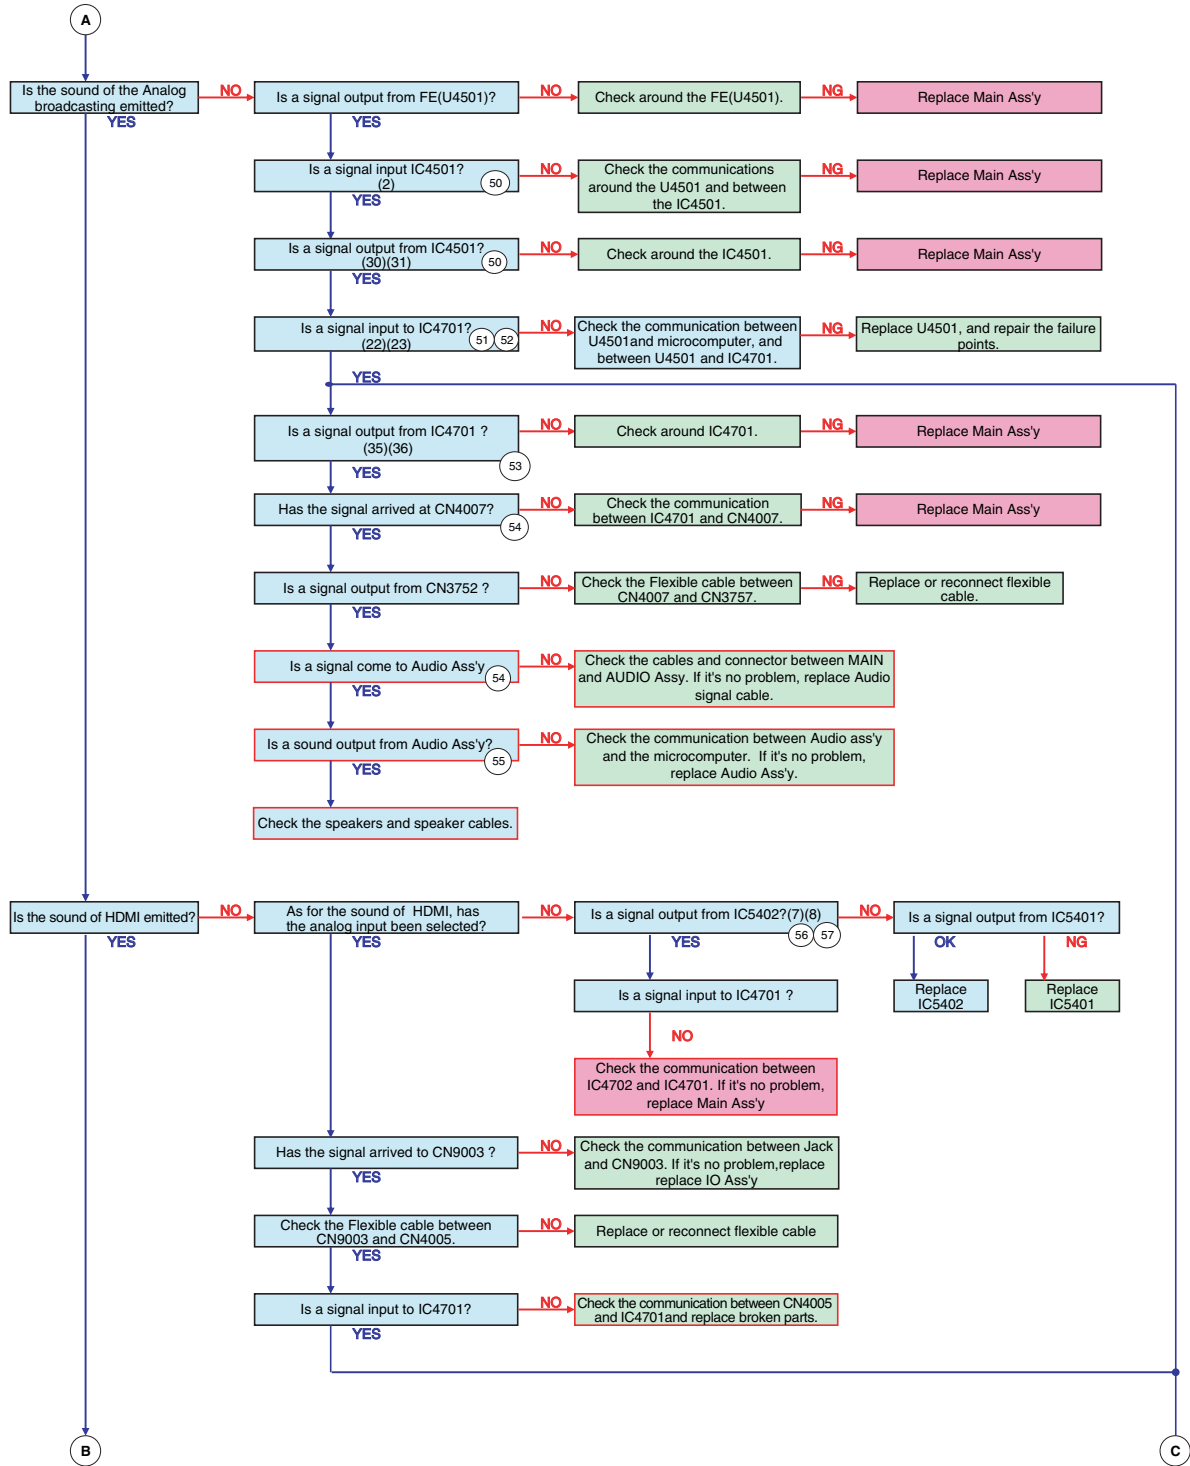 A
Is the sound of the Analog
broadcasting emitted?
NO
Is a signal output from FE(U4501)?
NO
Check around the FE(U4501).
NG
Replace Main Ass'y
YES
YES
Is a signal input IC4501?
(2)
50
NO
Check the communications
around the U4501 and between
the IC4501.
NG
Replace Main Ass'y
YES
Is a signal output from IC4501?
(30)(31)
50
NO
Check around the IC4501.
NG
Replace Main Ass'y
YES
Is a signal input to IC4701?
(22)(23)
51
52
NO
Check the communication between
U4501and microcomputer, and
between U4501 and IC4701.
NG
Replace U4501, and repair the failure
points.
YES
Is a signal output from IC4701 ?
(35)(36)
53
NO
Check around IC4701.
NG
Replace Main Ass'y
YES
Has the signal arrived at CN4007?
54
NO
Check the communication
between IC4701 and CN4007.
NG
Replace Main Ass'y
YES
Is a signal output from CN3752 ?
NO
Check the Flexible cable between
CN4007 and CN3757.
NG
Replace or reconnect flexible
cable.
YES
Is a signal come to Audio Ass'y
54
NO
Check the cables and connector between MAIN
and AUDIO Assy. If it's no problem, replace Audio
signal cable.
YES
Is a sound output from Audio Ass'y?
55
NO
Check the communication between Audio ass'y
and the microcomputer. If it's no problem,
replace Audio Ass'y.
YES
Check the speakers and speaker cables.
Is the sound of HDMI emitted?
NO
As for the sound of HDMI, has
the analog input been selected?
NO
Is a signal output from IC5402?(7)(8)
56
57
NO
Is a signal output from IC5401?
YES
YES
YES
OK
NG
Is a signal input to IC4701 ?
Replace
IC5402
Replace
IC5401
NO
Check the communication between
IC4702 and IC4701. If it's no problem,
replace Main Ass'y
Has the signal arrived to CN9003 ?
NO
Check the communication between Jack
and CN9003. If it's no problem,replace
replace IO Ass'y
YES
Check the Flexible cable between
CN9003 and CN4005.
NO
Replace or reconnect flexible cable
YES
Is a signal input to IC4701?
NO
Check the communication between CN4005
and IC4701and replace broken parts.
YES
B
C